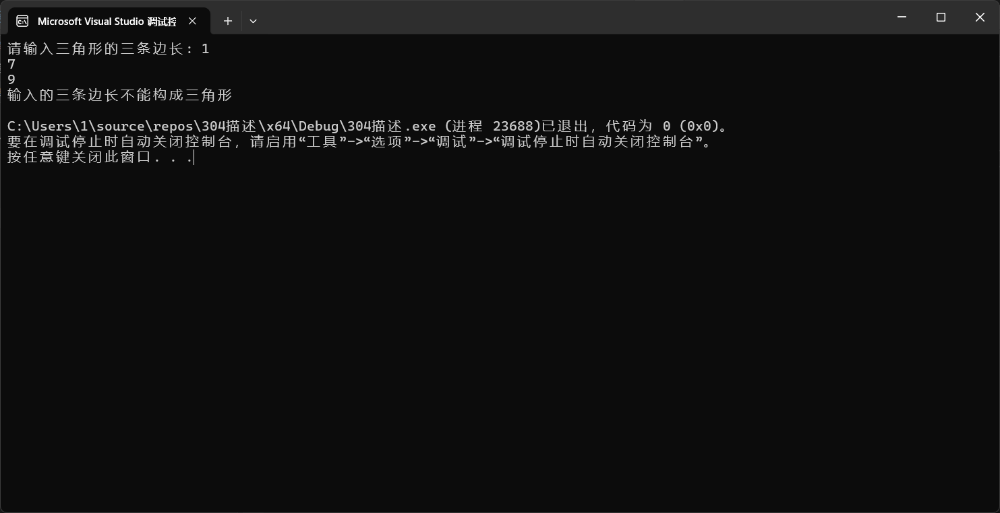 Microsoft Visual Studio 调试控
请输入三角形的三条边长: 1
7
9
输入的三条边长不能构成三角形
C:\Users\1\source\repos\304描述\x64\Debug\304描述.exe (进程 23688)已退出，代码为 0 (0x0)。
要在调试停止时自动关闭控制台，请启用“工具”->“选项”->“调试”->“调试停止时自动关闭控制台”。
按任意键关闭此窗口. . .